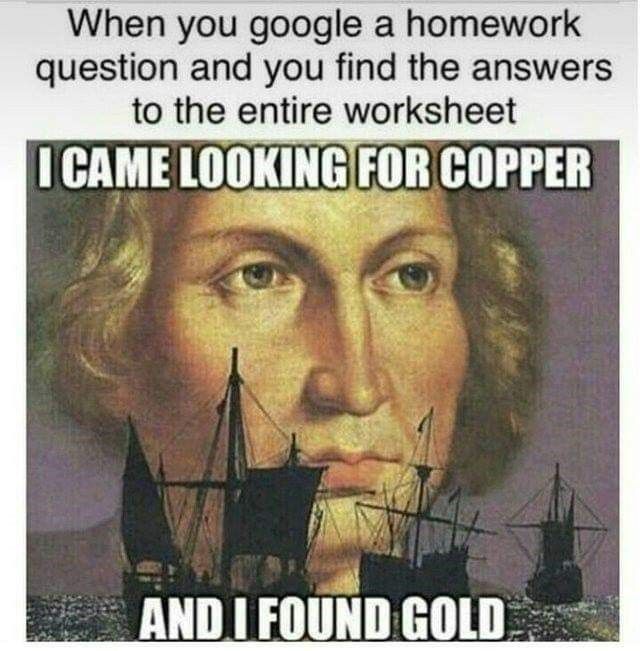 When you google a homework
question and you find the answers
to the entire worksheet
I CAME LOOKING FOR COPPER
AND I FOUND GOLD